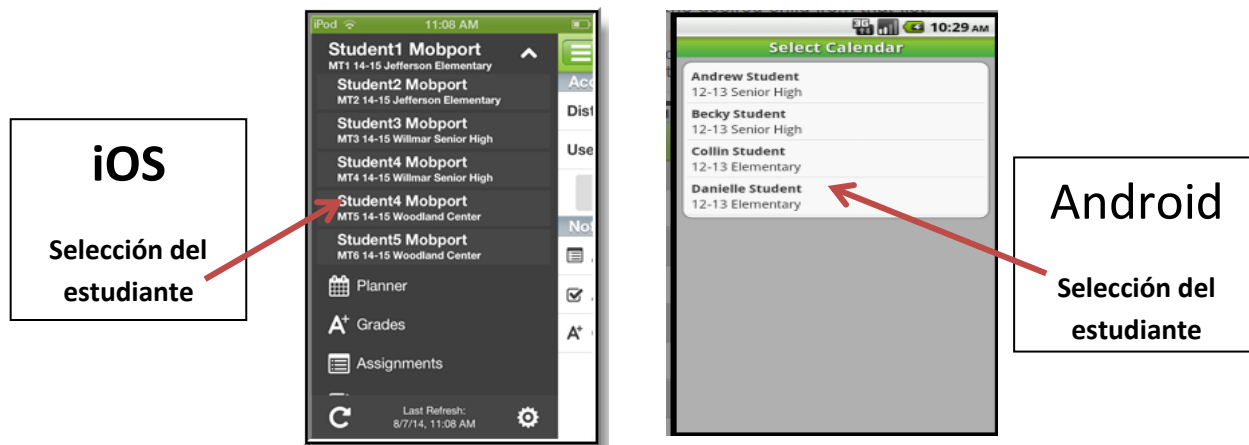 iOS
Selección del
estudiante
iPod
11:08 AM
Student1 Mobport
MT1 14-15 Jefferson Elementary
Student2 Mobport
MT2 14-15 Jefferson Elementary
Student3 Mobport
MT3 14-15 Willmar Senior High
Student4 Mobport
MT4 14-15 Willmar Senior High
Student4 Mobport
MT5 14-15 Woodland Center
Student5 Mobport
MT6 14-15 Woodland Center
Planner
A+ Grades
Assignments
Last Refresh:
8/7/14, 11:08 AM
Acc
Dist
Use
Not
A+
3G
10:29 AM
Select Calendar
Andrew Student
12-13 Senior High
Becky Student
12-13 Senior High
Collin Student
12-13 Elementary
Danielle Student
12-13 Elementary
Android
Selección del
estudiante